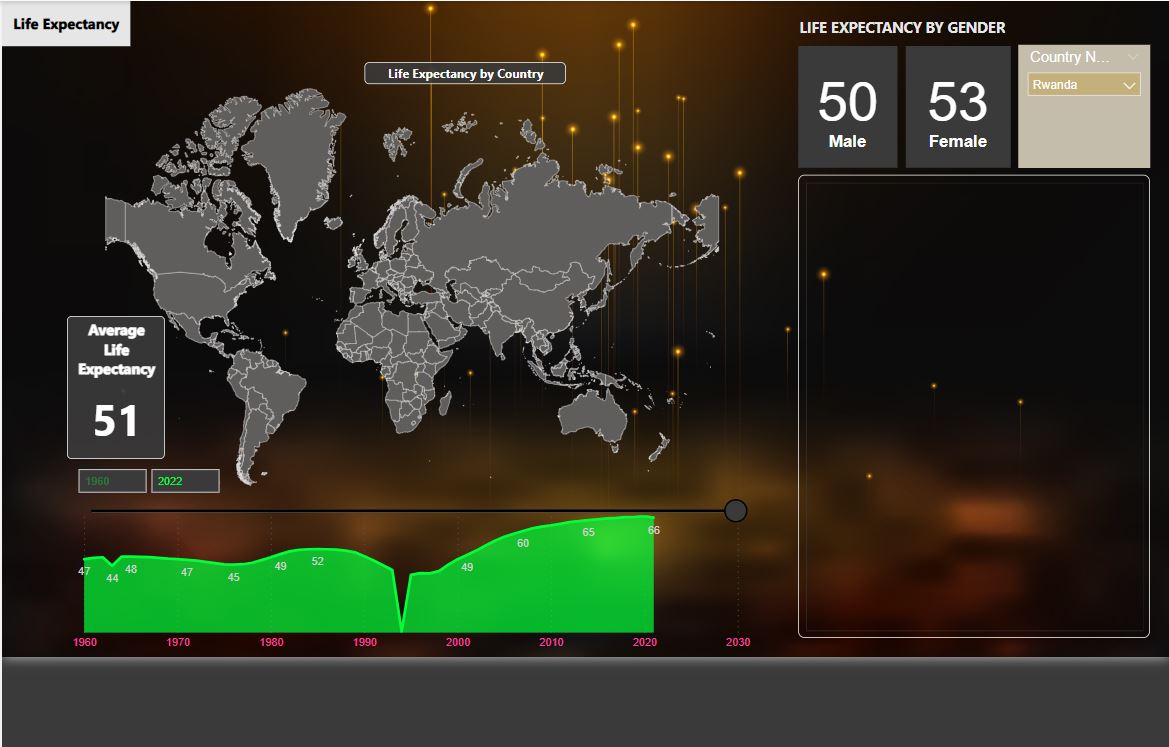 Life Expectancy
LIFE EXPECTANCY BY GENDER
Life Expectancy by Country
50
Male
53
Female
Country N...
Rwanda
Average
Life
Expectancy
51
1960
2022
47
44
48
47
45
49
52
49
60
65
66
1960
1970
1980
1990
2000
2010
2020
2030